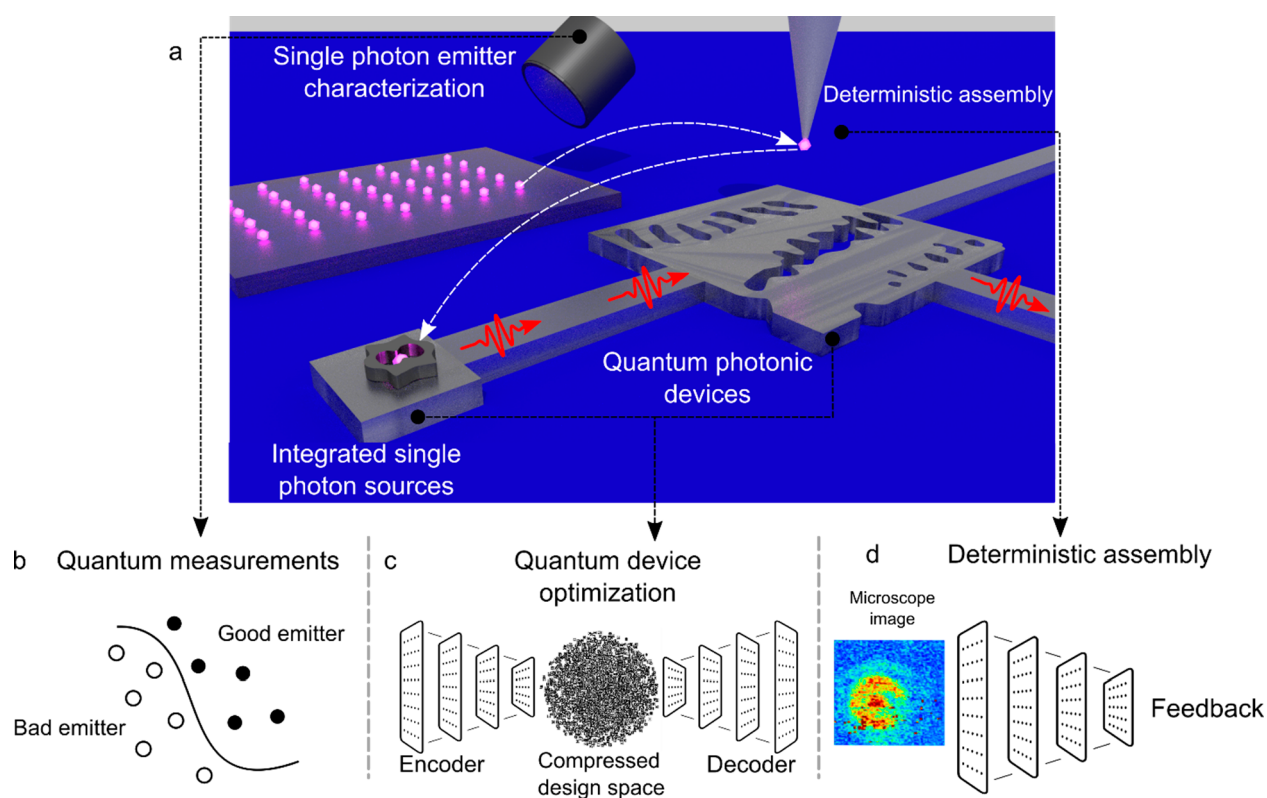 a
Single photon emitter
characterization
Deterministic assembly
Quantum photonic
devices
Integrated single
photon sources
b
Quantum measurements
Good emitter
Bad emitter
c
Quantum device
optimization
Encoder
Compressed
design space
Decoder
d
Deterministic assembly
Microscope
image
Feedback